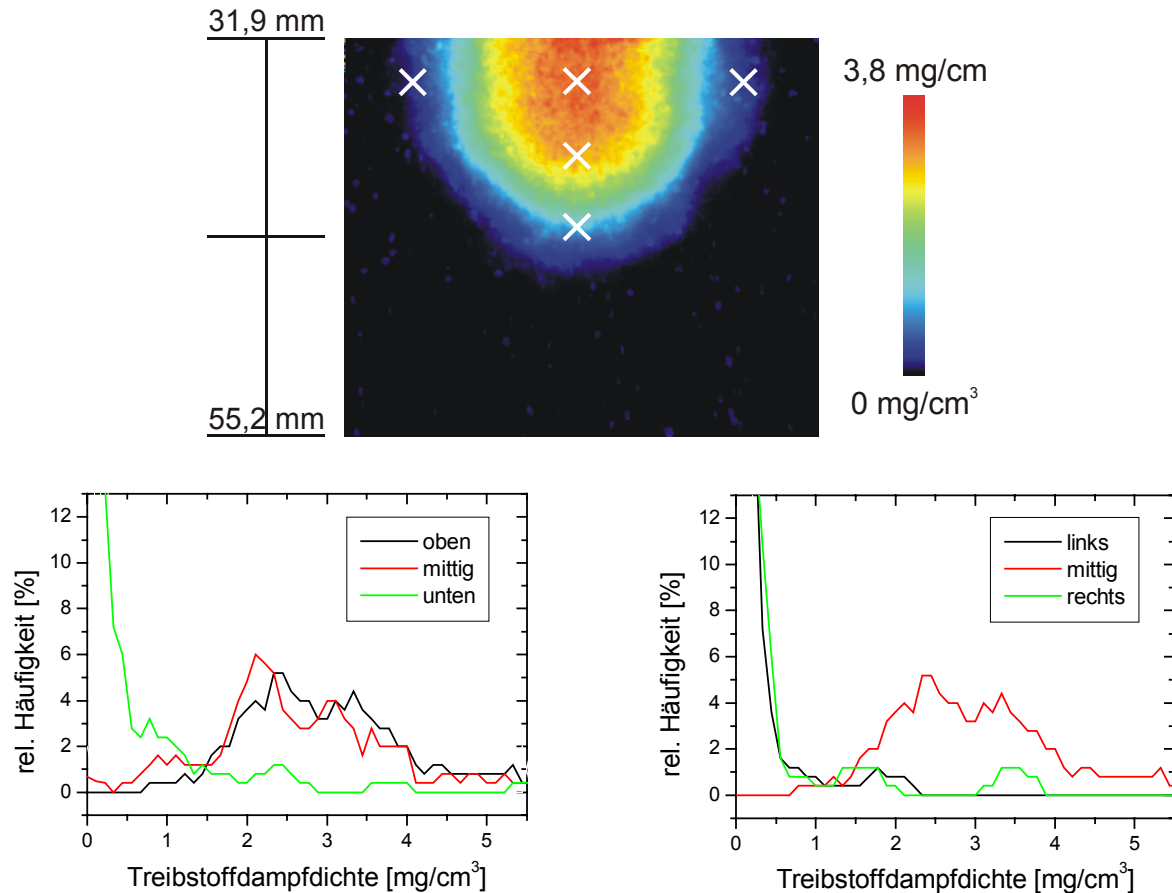 31,9 mm
3,8 mg/cm
0 mg/cm³
55,2 mm
rel. Häufigkeit [%]
12
10
8
6
4
2
0
oben
mittig
unten
0 1 2 3 4 5
Treibstoffdampfdichte [mg/cm³]
rel. Häufigkeit [%]
12
10
8
6
4
2
0
links
mittig
rechts
0 1 2 3 4 5
Treibstoffdampfdichte [mg/cm³]